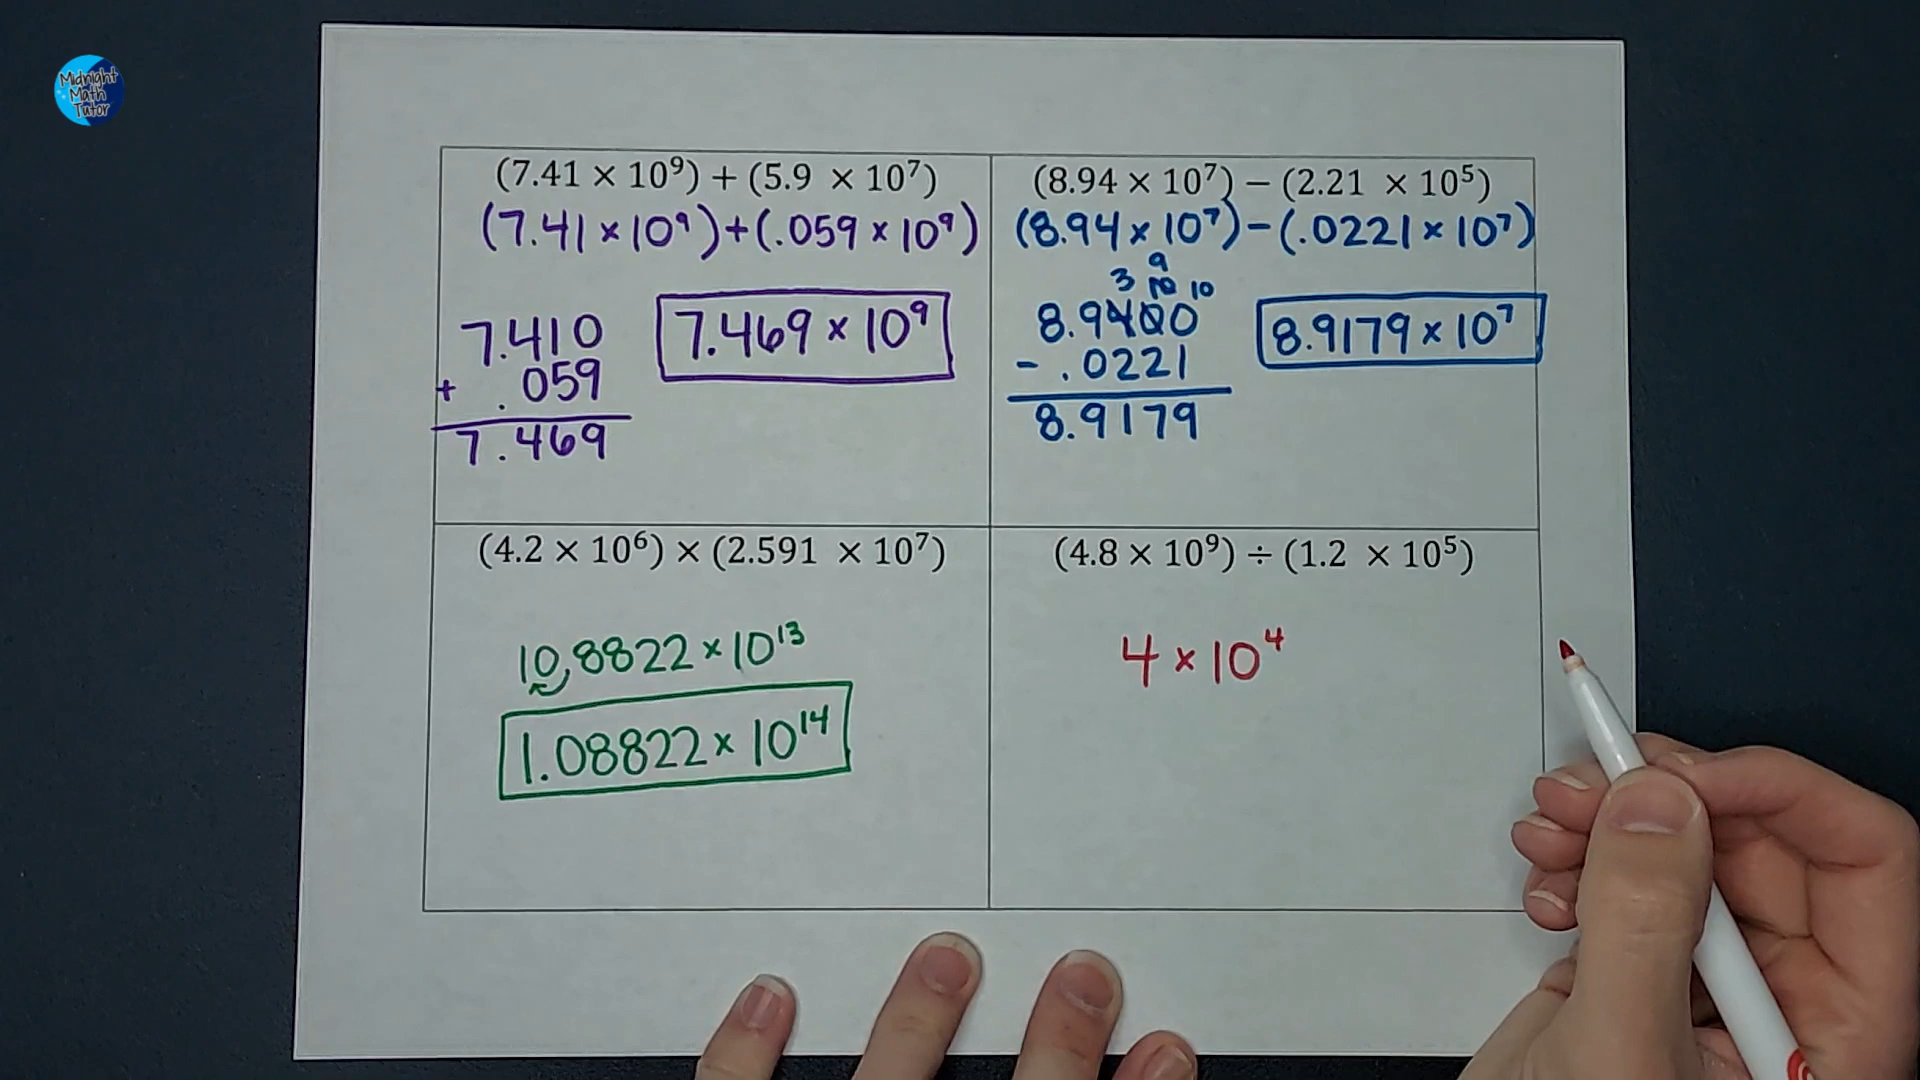 Midnight
Math
Tutor
(7.41 × 10⁹) + (5.9 × 10⁷)
(7.41 × 10⁹) + (.059 × 10⁹)
7.410
+ .059
7.469
7.469 × 10⁹
(8.94 × 10⁷) − (2.21 × 10⁵)
(8.94 × 10⁷) − (.0221 × 10⁷)
9
3 10 10
8.9400
− .0221
8.9179
8.9179 × 10⁷
(4.2 × 10⁶) × (2.591 × 10⁷)
10.8822 × 10¹³
1.08822 × 10¹⁴
(4.8 × 10⁹) ÷ (1.2 × 10⁵)
4 × 10⁴